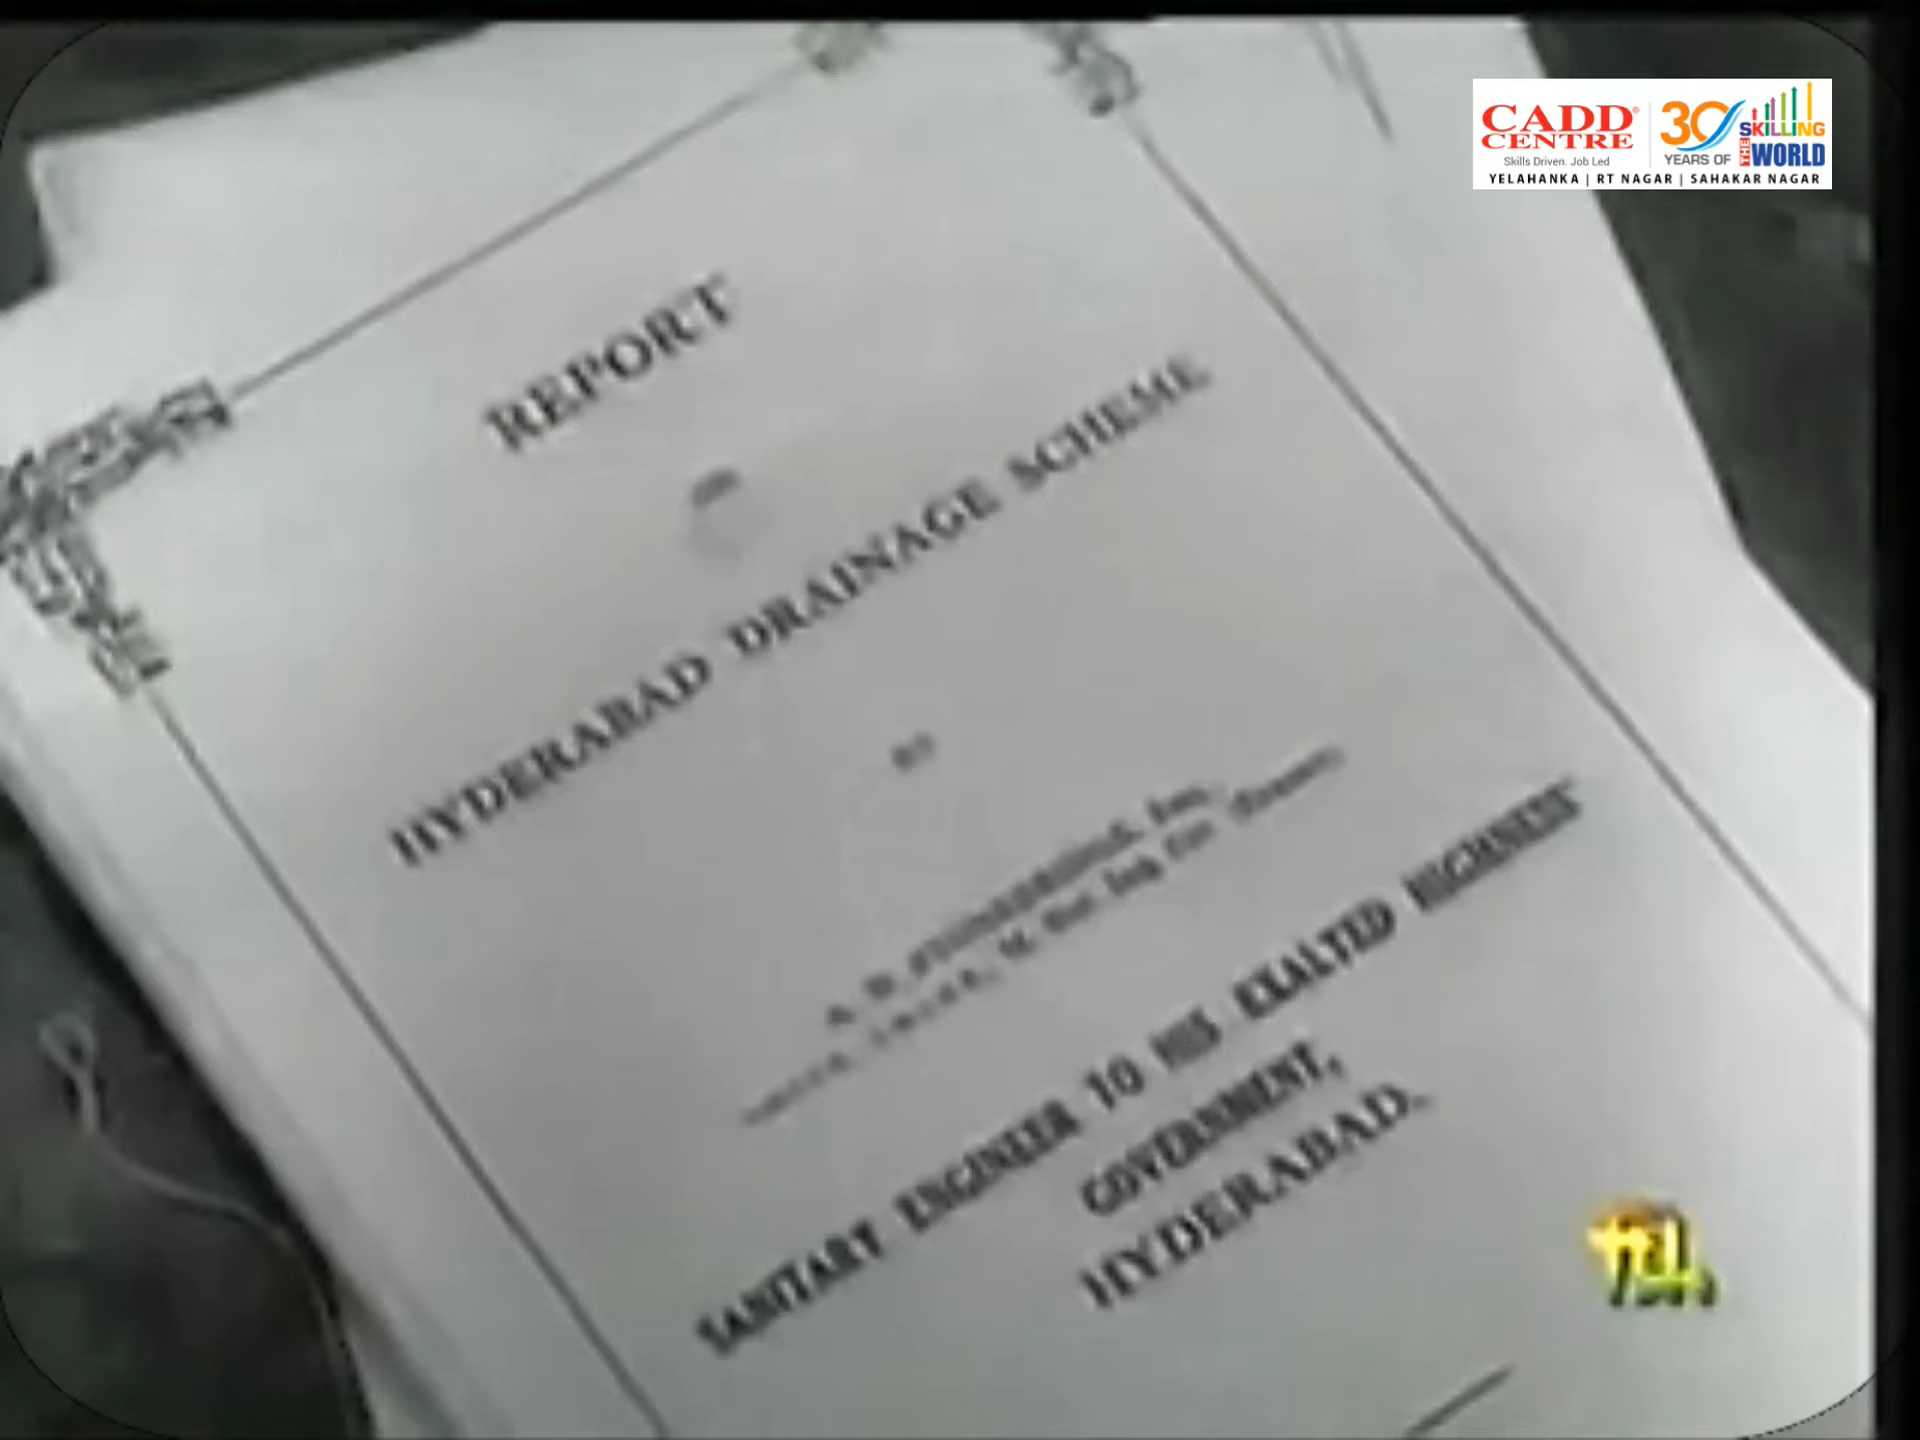 CADD CENTRE
Skills Driven. Job Led
30 YEARS OF SKILLING THE WORLD
YELAHANKA | RT NAGAR | SAHAKAR NAGAR
REPORT
HYDERABAD DRAINAGE SCHEME
BY
SANITARY ENGINEER TO HIS EXALTED HIGHNESS
GOVERNMENT,
HYDERABAD.